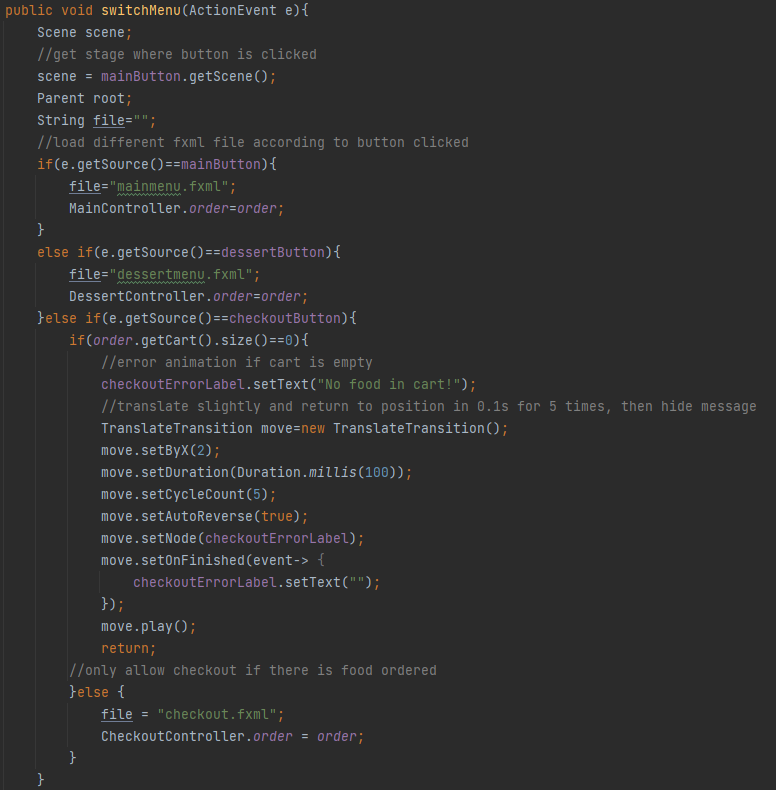 public void switchMenu(ActionEvent e){
    Scene scene;
    //get stage where button is clicked
    scene = mainButton.getScene();
    Parent root;
    String file="";
    //load different fxml file according to button clicked
    if(e.getSource()==mainButton){
        file="mainmenu.fxml";
        MainController.order=order;
    }
    else if(e.getSource()==dessertButton){
        file="dessertmenu.fxml";
        DessertController.order=order;
    }else if(e.getSource()==checkoutButton){
        if(order.getCart().size()==0){
            //error animation if cart is empty
            checkoutErrorLabel.setText("No food in cart!");
            //translate slightly and return to position in 0.1s for 5 times, then hide message
            TranslateTransition move=new TranslateTransition();
            move.setByX(2);
            move.setDuration(Duration.millis(100));
            move.setCycleCount(5);
            move.setAutoReverse(true);
            move.setNode(checkoutErrorLabel);
            move.setOnFinished(event-> {
                checkoutErrorLabel.setText("");
            });
            move.play();
            return;
        //only allow checkout if there is food ordered
        }else {
            file = "checkout.fxml";
            CheckoutController.order = order;
        }
    }